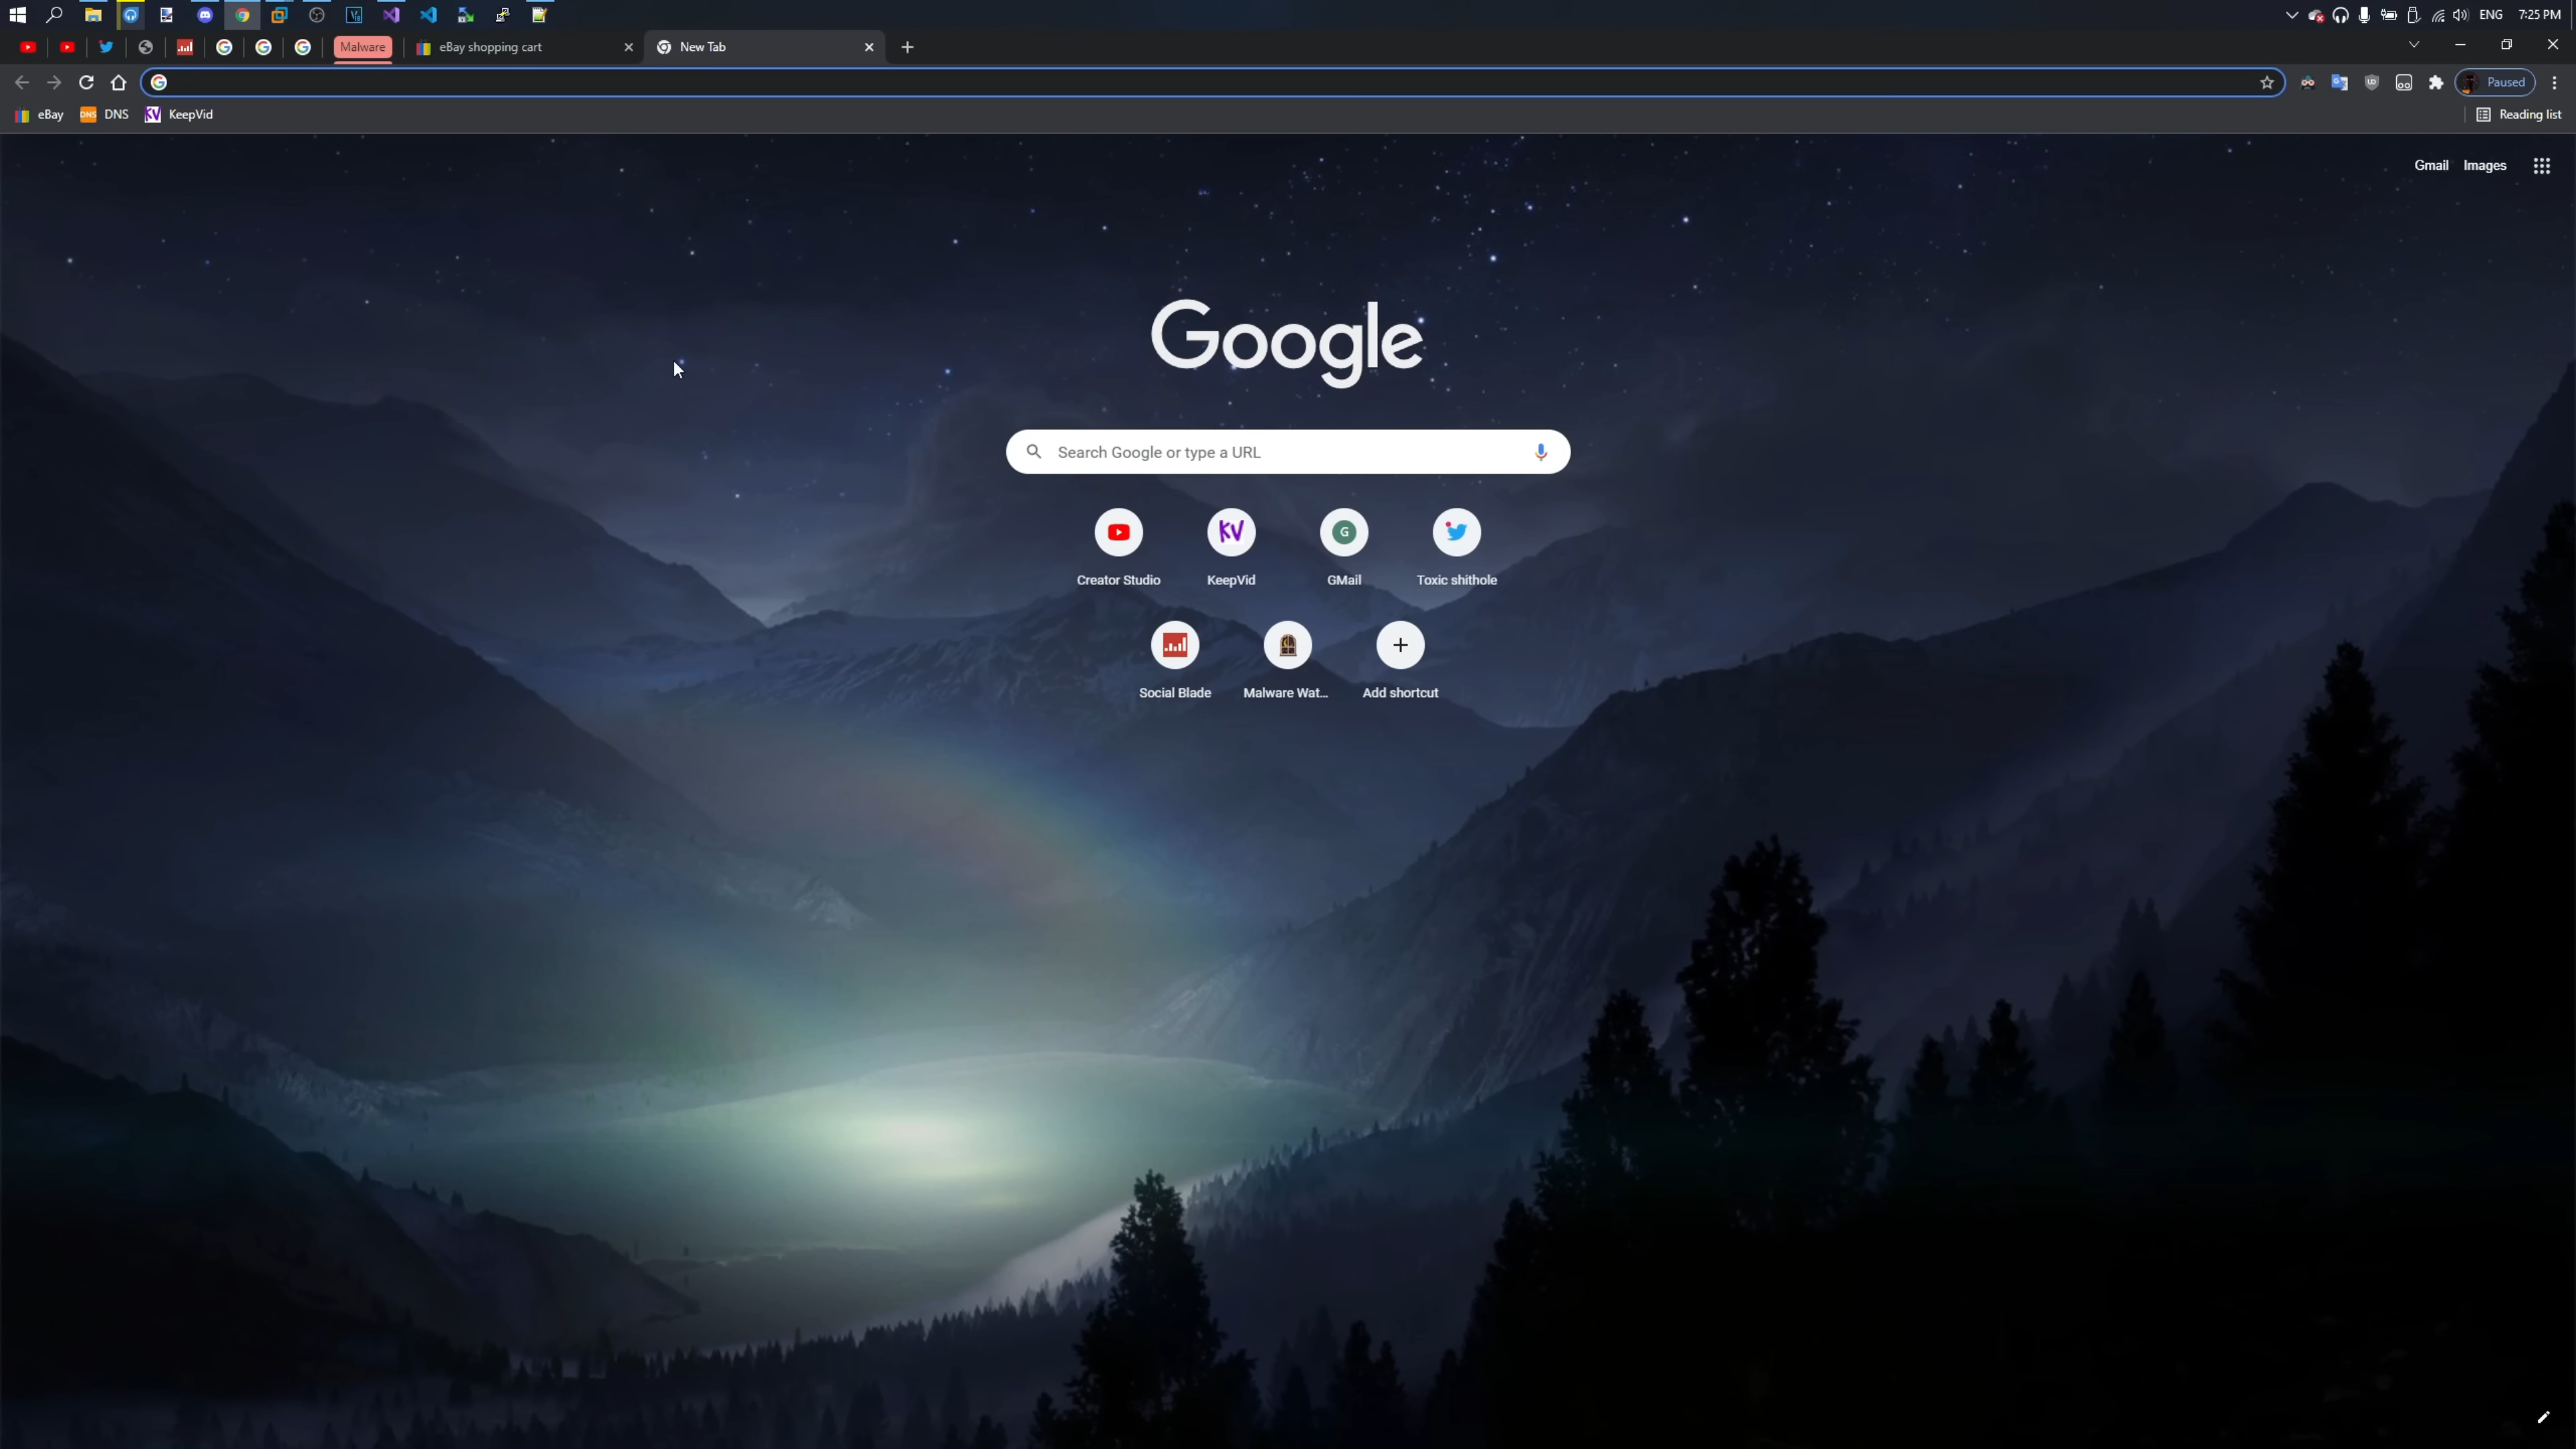 ENG 7:25 PM
Malware eBay shopping cart New Tab
Paused
eBay DNS KeepVid Reading list
Gmail Images
Google
Search Google or type a URL
Creator Studio KeepVid GMail Toxic shithole
Social Blade Malware Wat... Add shortcut